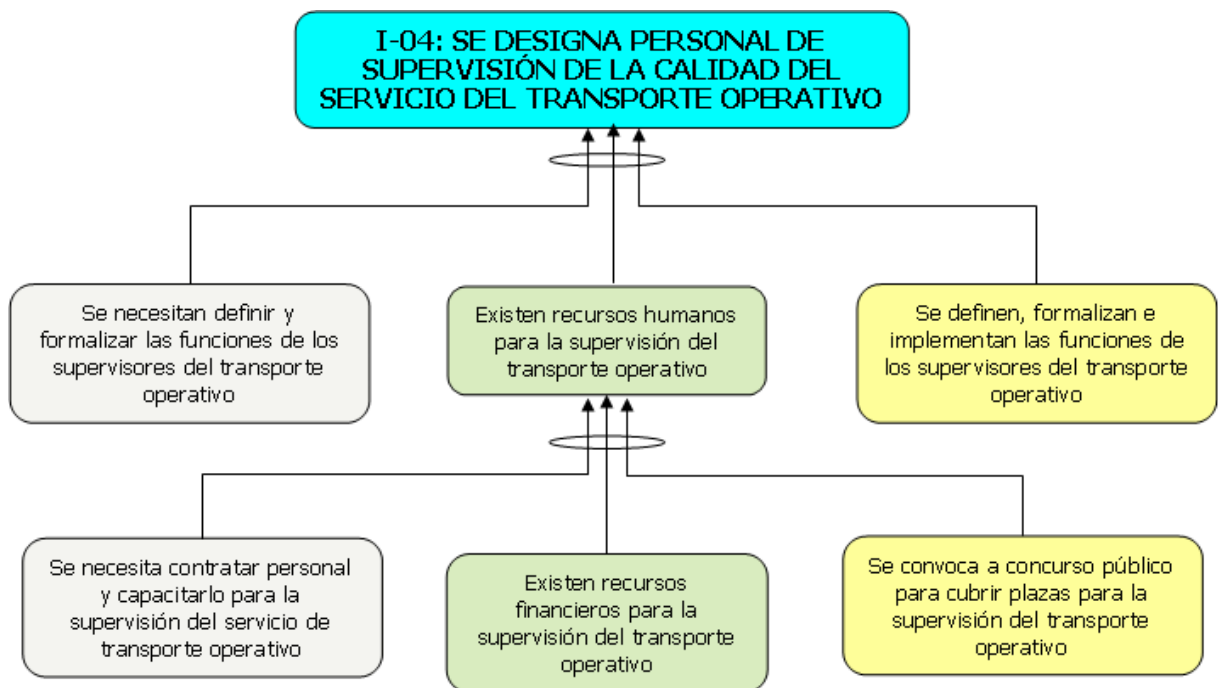 I-04: SE DESIGNA PERSONAL DE
SUPERVISIÓN DE LA CALIDAD DEL
SERVICIO DEL TRANSPORTE OPERATIVO
Se necesitan definir y
formalizar las funciones de los
supervisores del transporte
operativo
Existen recursos humanos
para la supervisión del
transporte operativo
Se definen, formalizan e
implementan las funciones de
los supervisores del transporte
operativo
Se necesita contratar personal
y capacitarlo para la
supervisión del servicio de
transporte operativo
Existen recursos
financieros para la
supervisión del transporte
operativo
Se convoca a concurso público
para cubrir plazas para la
supervisión del transporte
operativo